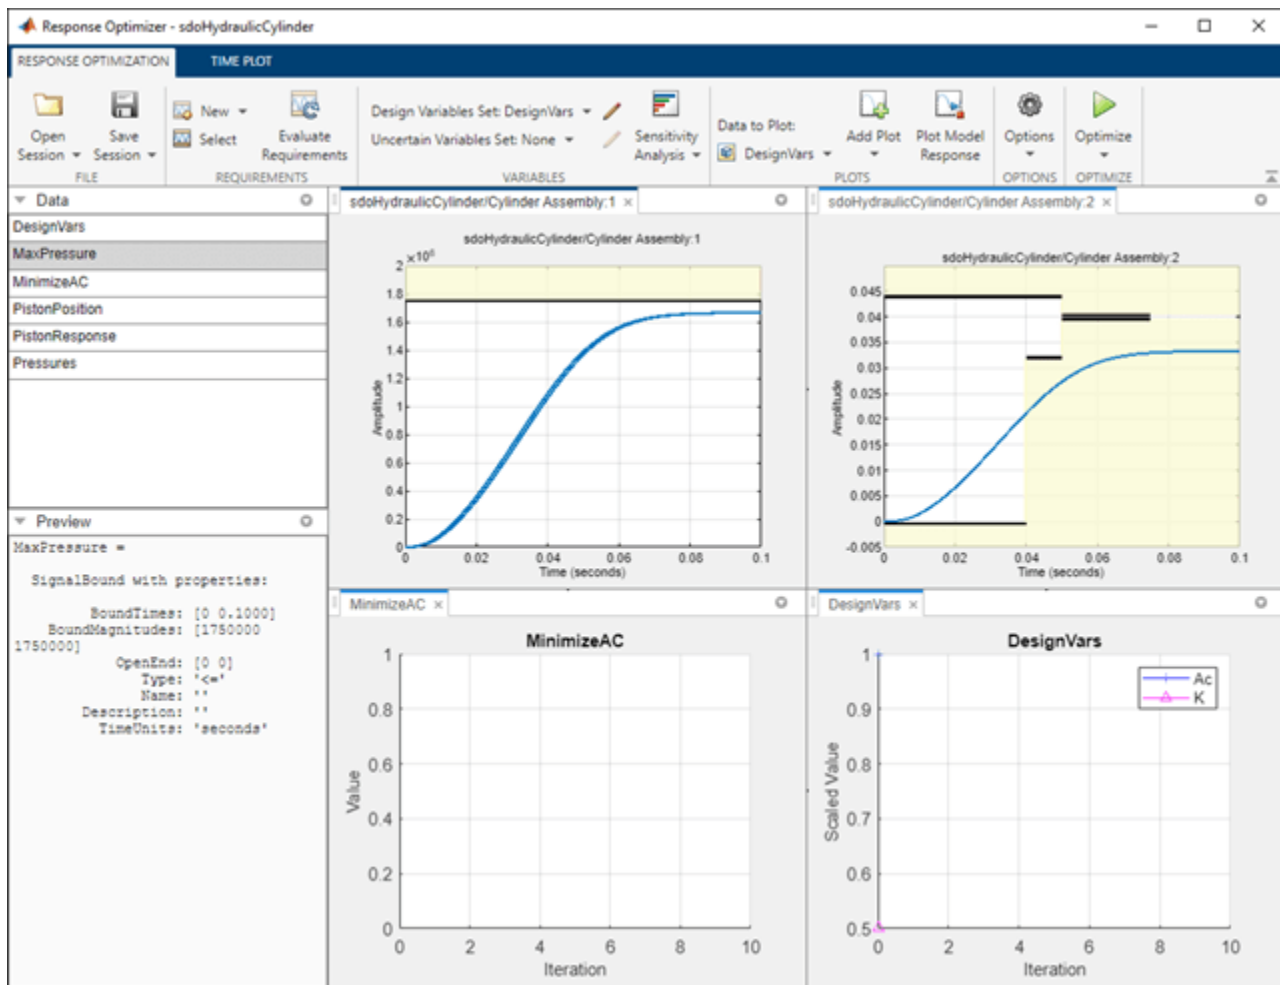 Response Optimizer - sdoHydraulicCylinder
RESPONSE OPTIMIZATION
TIME PLOT
Open Session
Save Session
New
Select
Evaluate Requirements
Design Variables Set: DesignVars
Uncertain Variables Set: None
Sensitivity Analysis
Data to Plot:
DesignVars
Add Plot
Plot Model Response
Options
Optimize
FILE
REQUIREMENTS
VARIABLES
PLOTS
OPTIONS
OPTIMIZE
Data
DesignVars
MaxPressure
MinimizeAC
PistonPosition
PistonResponse
Pressures
Preview
MaxPressure =
SignalBound with properties:
BoundTimes: [0 0.1000]
BoundMagnitudes: [1750000
1750000]
OpenEnd: [0 0]
Type: '<='
Name: ''
Description: ''
TimeUnits: 'seconds'
sdoHydraulicCylinder/Cylinder Assembly:1 ×
sdoHydraulicCylinder/Cylinder Assembly:1
×10⁶
2
1.8
1.6
1.4
1.2
1
0.8
0.6
0.4
0.2
0
Amplitude
0 0.02 0.04 0.06 0.08 0.1
Time (seconds)
sdoHydraulicCylinder/Cylinder Assembly:2 ×
sdoHydraulicCylinder/Cylinder Assembly:2
0.045
0.04
0.035
0.03
0.025
0.02
0.015
0.01
0.005
0
-0.005
Amplitude
0 0.02 0.04 0.06 0.08 0.1
Time (seconds)
MinimizeAC ×
MinimizeAC
1
0.8
0.6
0.4
0.2
0
Value
0 2 4 6 8 10
Iteration
DesignVars ×
DesignVars
Ac
K
1
0.9
0.8
0.7
0.6
0.5
Scaled Value
0 2 4 6 8 10
Iteration